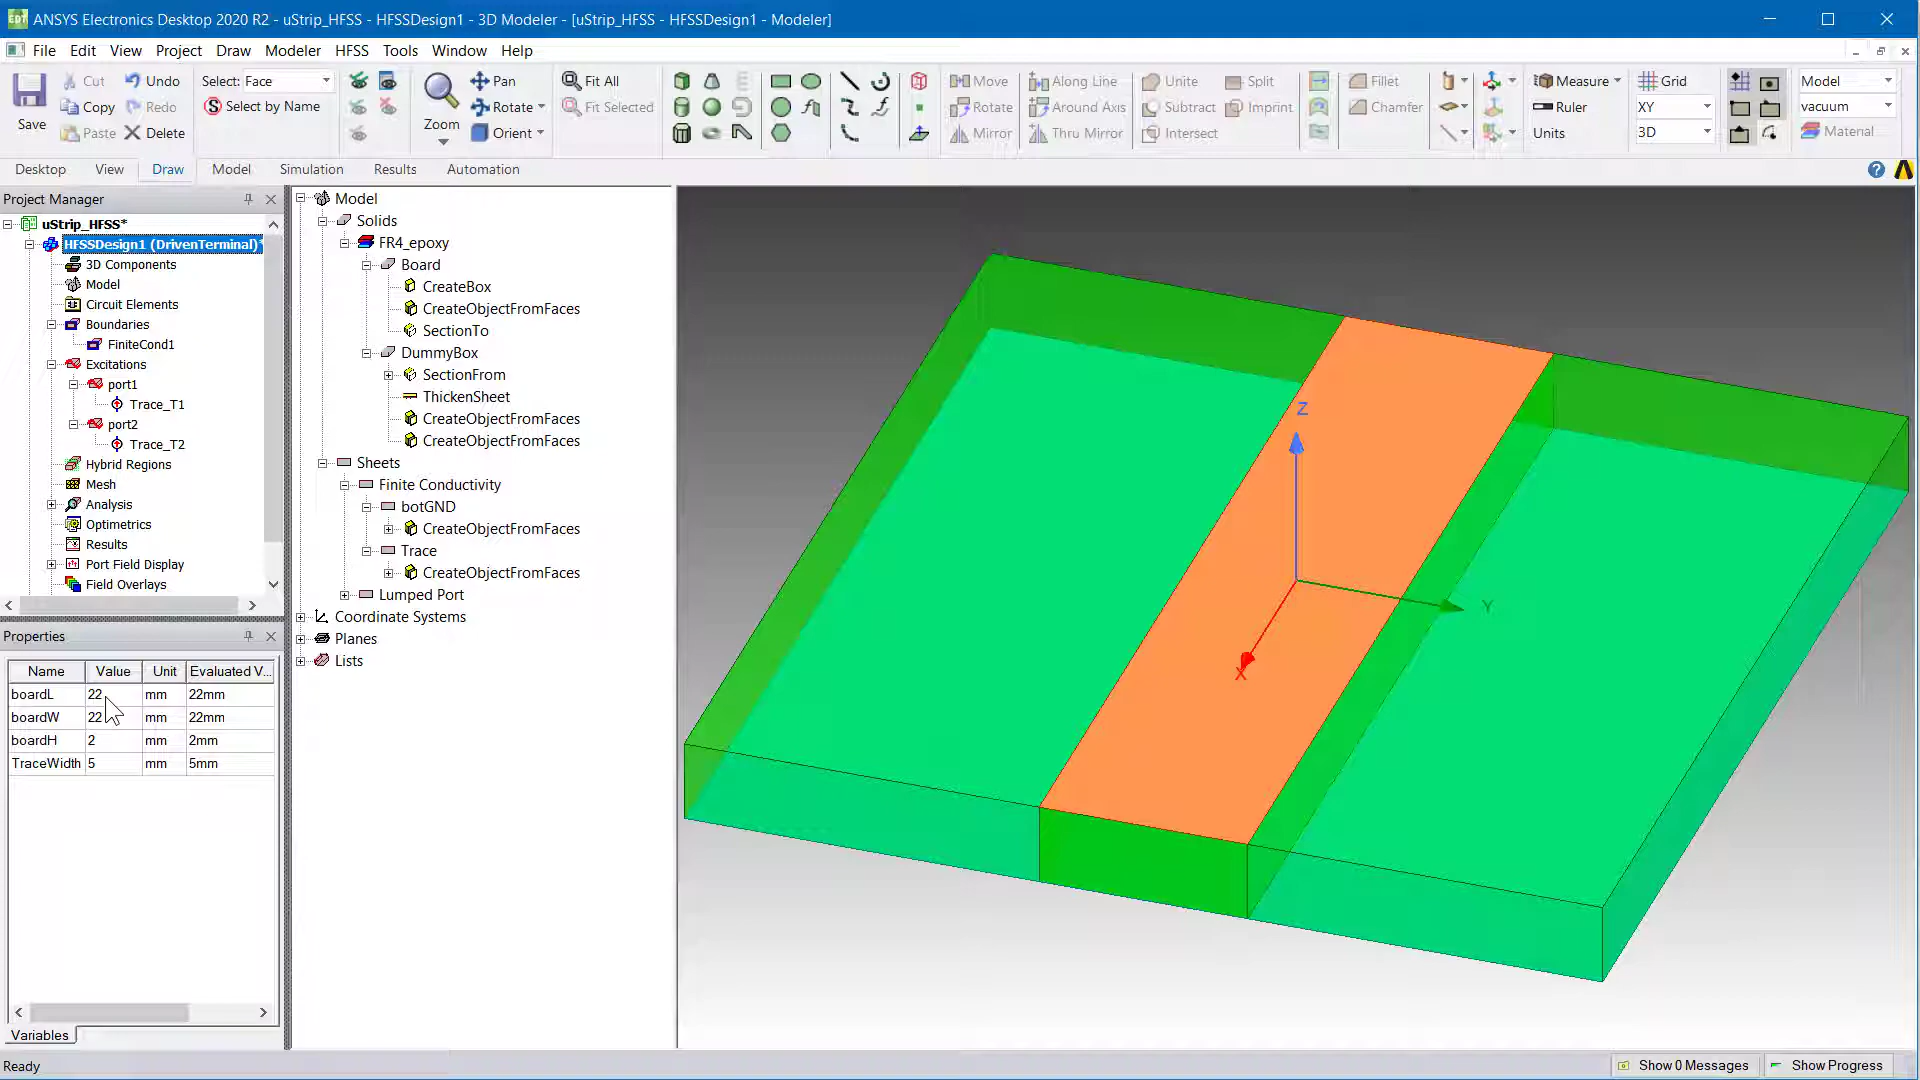 ANSYS Electronics Desktop 2020 R2 - uStrip_HFSS - HFSSDesign1 - 3D Modeler - [uStrip_HFSS - HFSSDesign1 - Modeler]
File Edit View Project Draw Modeler HFSS Tools Window Help
Save
Cut Undo
Copy Redo
Paste Delete
Select: Face
Select by Name
Zoom
Pan
Rotate
Orient
Fit All
Fit Selected
Move Along Line
Rotate Around Axis
Mirror Thru Mirror
Unite Split
Subtract Imprint
Intersect
Fillet
Chamfer
Measure
Ruler
Units
Grid
XY
3D
Model
vacuum
Material
Desktop View Draw Model Simulation Results Automation
Project Manager
uStrip_HFSS*
HFSSDesign1 (DrivenTerminal)*
3D Components
Model
Circuit Elements
Boundaries
FiniteCond1
Excitations
port1
Trace_T1
port2
Trace_T2
Hybrid Regions
Mesh
Analysis
Optimetrics
Results
Port Field Display
Field Overlays
Properties
Name Value Unit Evaluated V...
boardL 22 mm 22mm
boardW 22 mm 22mm
boardH 2 mm 2mm
TraceWidth 5 mm 5mm
Variables
Model
Solids
FR4_epoxy
Board
CreateBox
CreateObjectFromFaces
SectionTo
DummyBox
SectionFrom
ThickenSheet
CreateObjectFromFaces
CreateObjectFromFaces
Sheets
Finite Conductivity
botGND
CreateObjectFromFaces
Trace
CreateObjectFromFaces
Lumped Port
Coordinate Systems
Planes
Lists
Z
Y
X
Ready
Show 0 Messages Show Progress